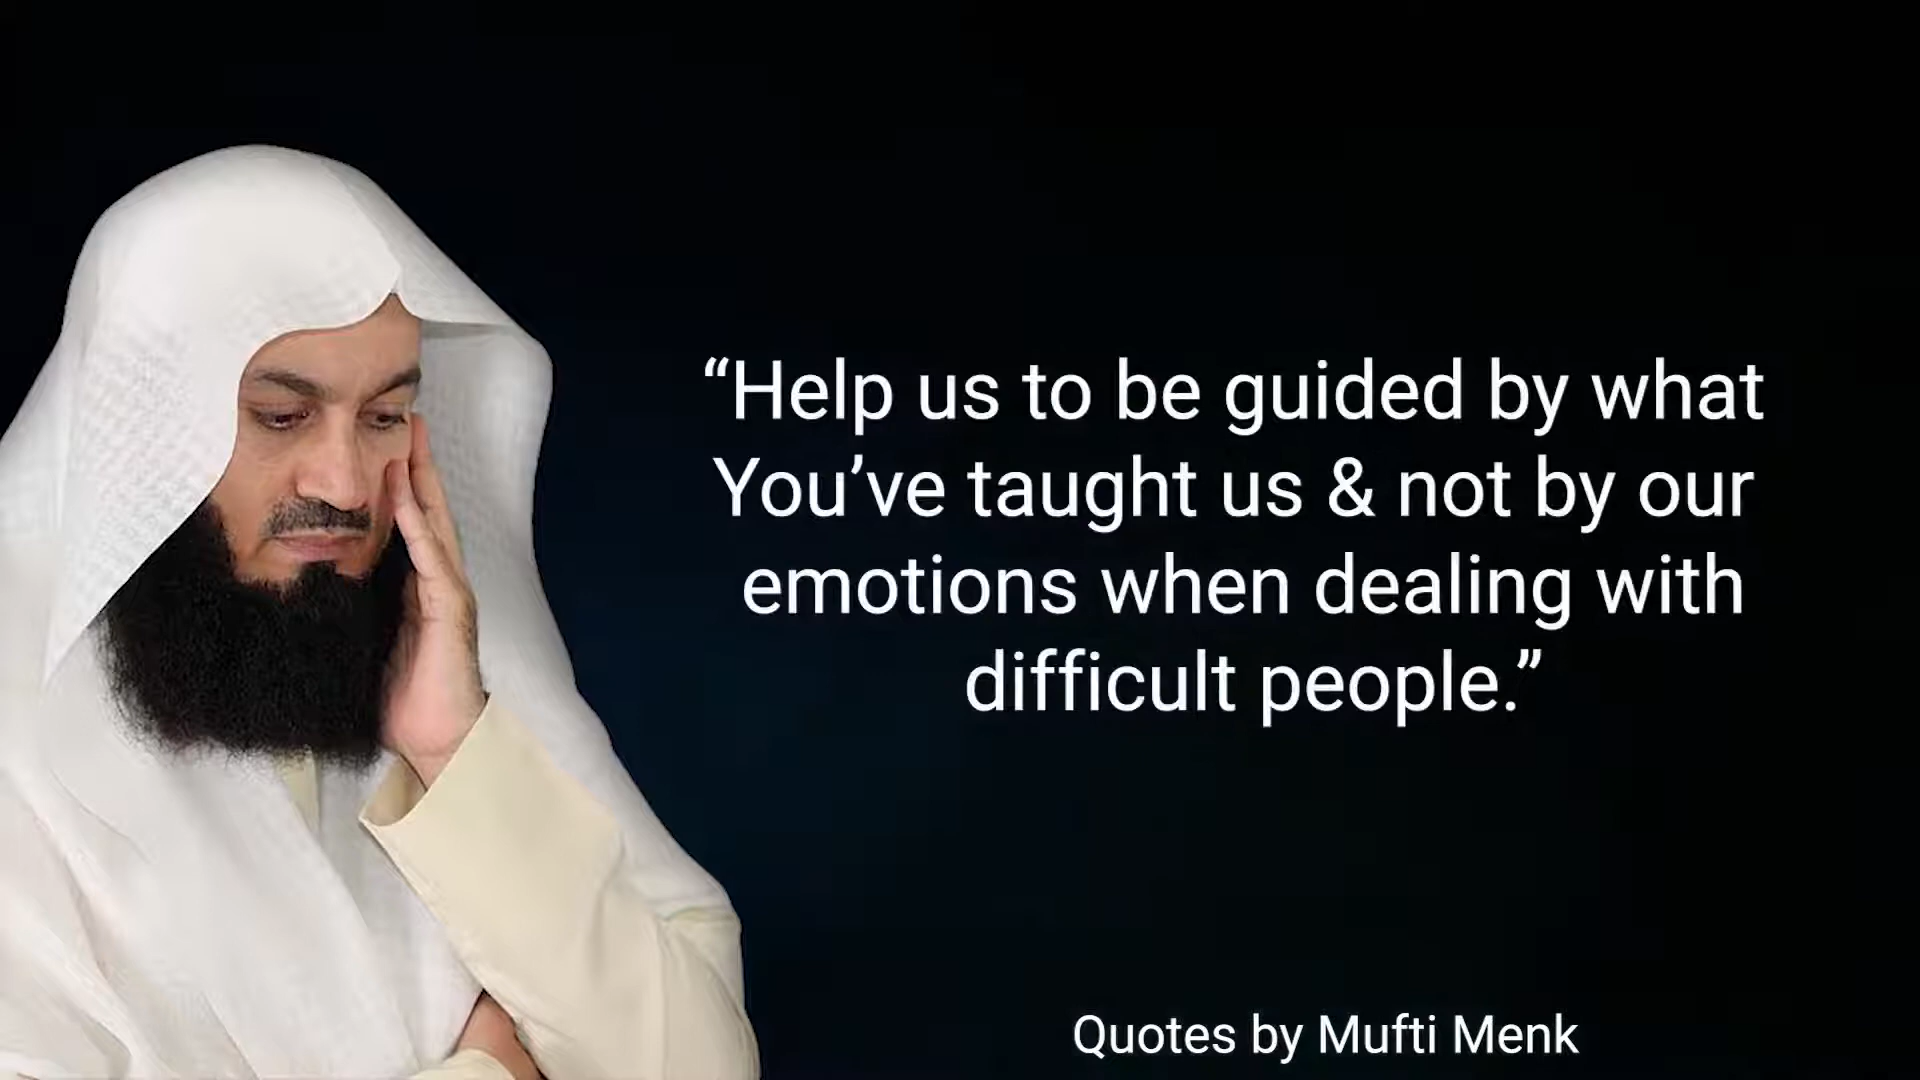 “Help us to be guided by what
You’ve taught us & not by our
emotions when dealing with
difficult people.”
Quotes by Mufti Menk